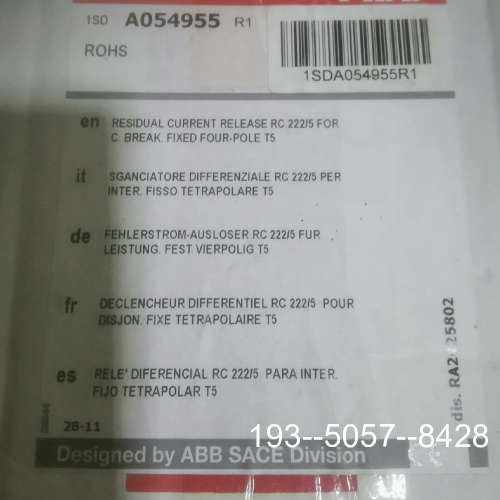 1SD A054955 R1
ROHS
1SDA054955R1
en RESIDUAL CURRENT RELEASE RC 222/5 FOR
C. BREAK. FIXED FOUR-POLE T5
it SGANCIATORE DIFFERENZIALE RC 222/5 PER
INTER. FISSO TETRAPOLARE T5
de FEHLERSTROM-AUSLOSER RC 222/5 FUR
LEISTUNG. FEST VIERPOLIG T5
fr DECLENCHEUR DIFFERENTIEL RC 222/5 POUR
DISJON. FIXE TETRAPOLAIRE T5
es RELE' DIFERENCIAL RC 222/5 PARA INTER.
FIJO TETRAPOLAR T5
28-11
dis.
193--5057--8428
Designed by ABB SACE Division